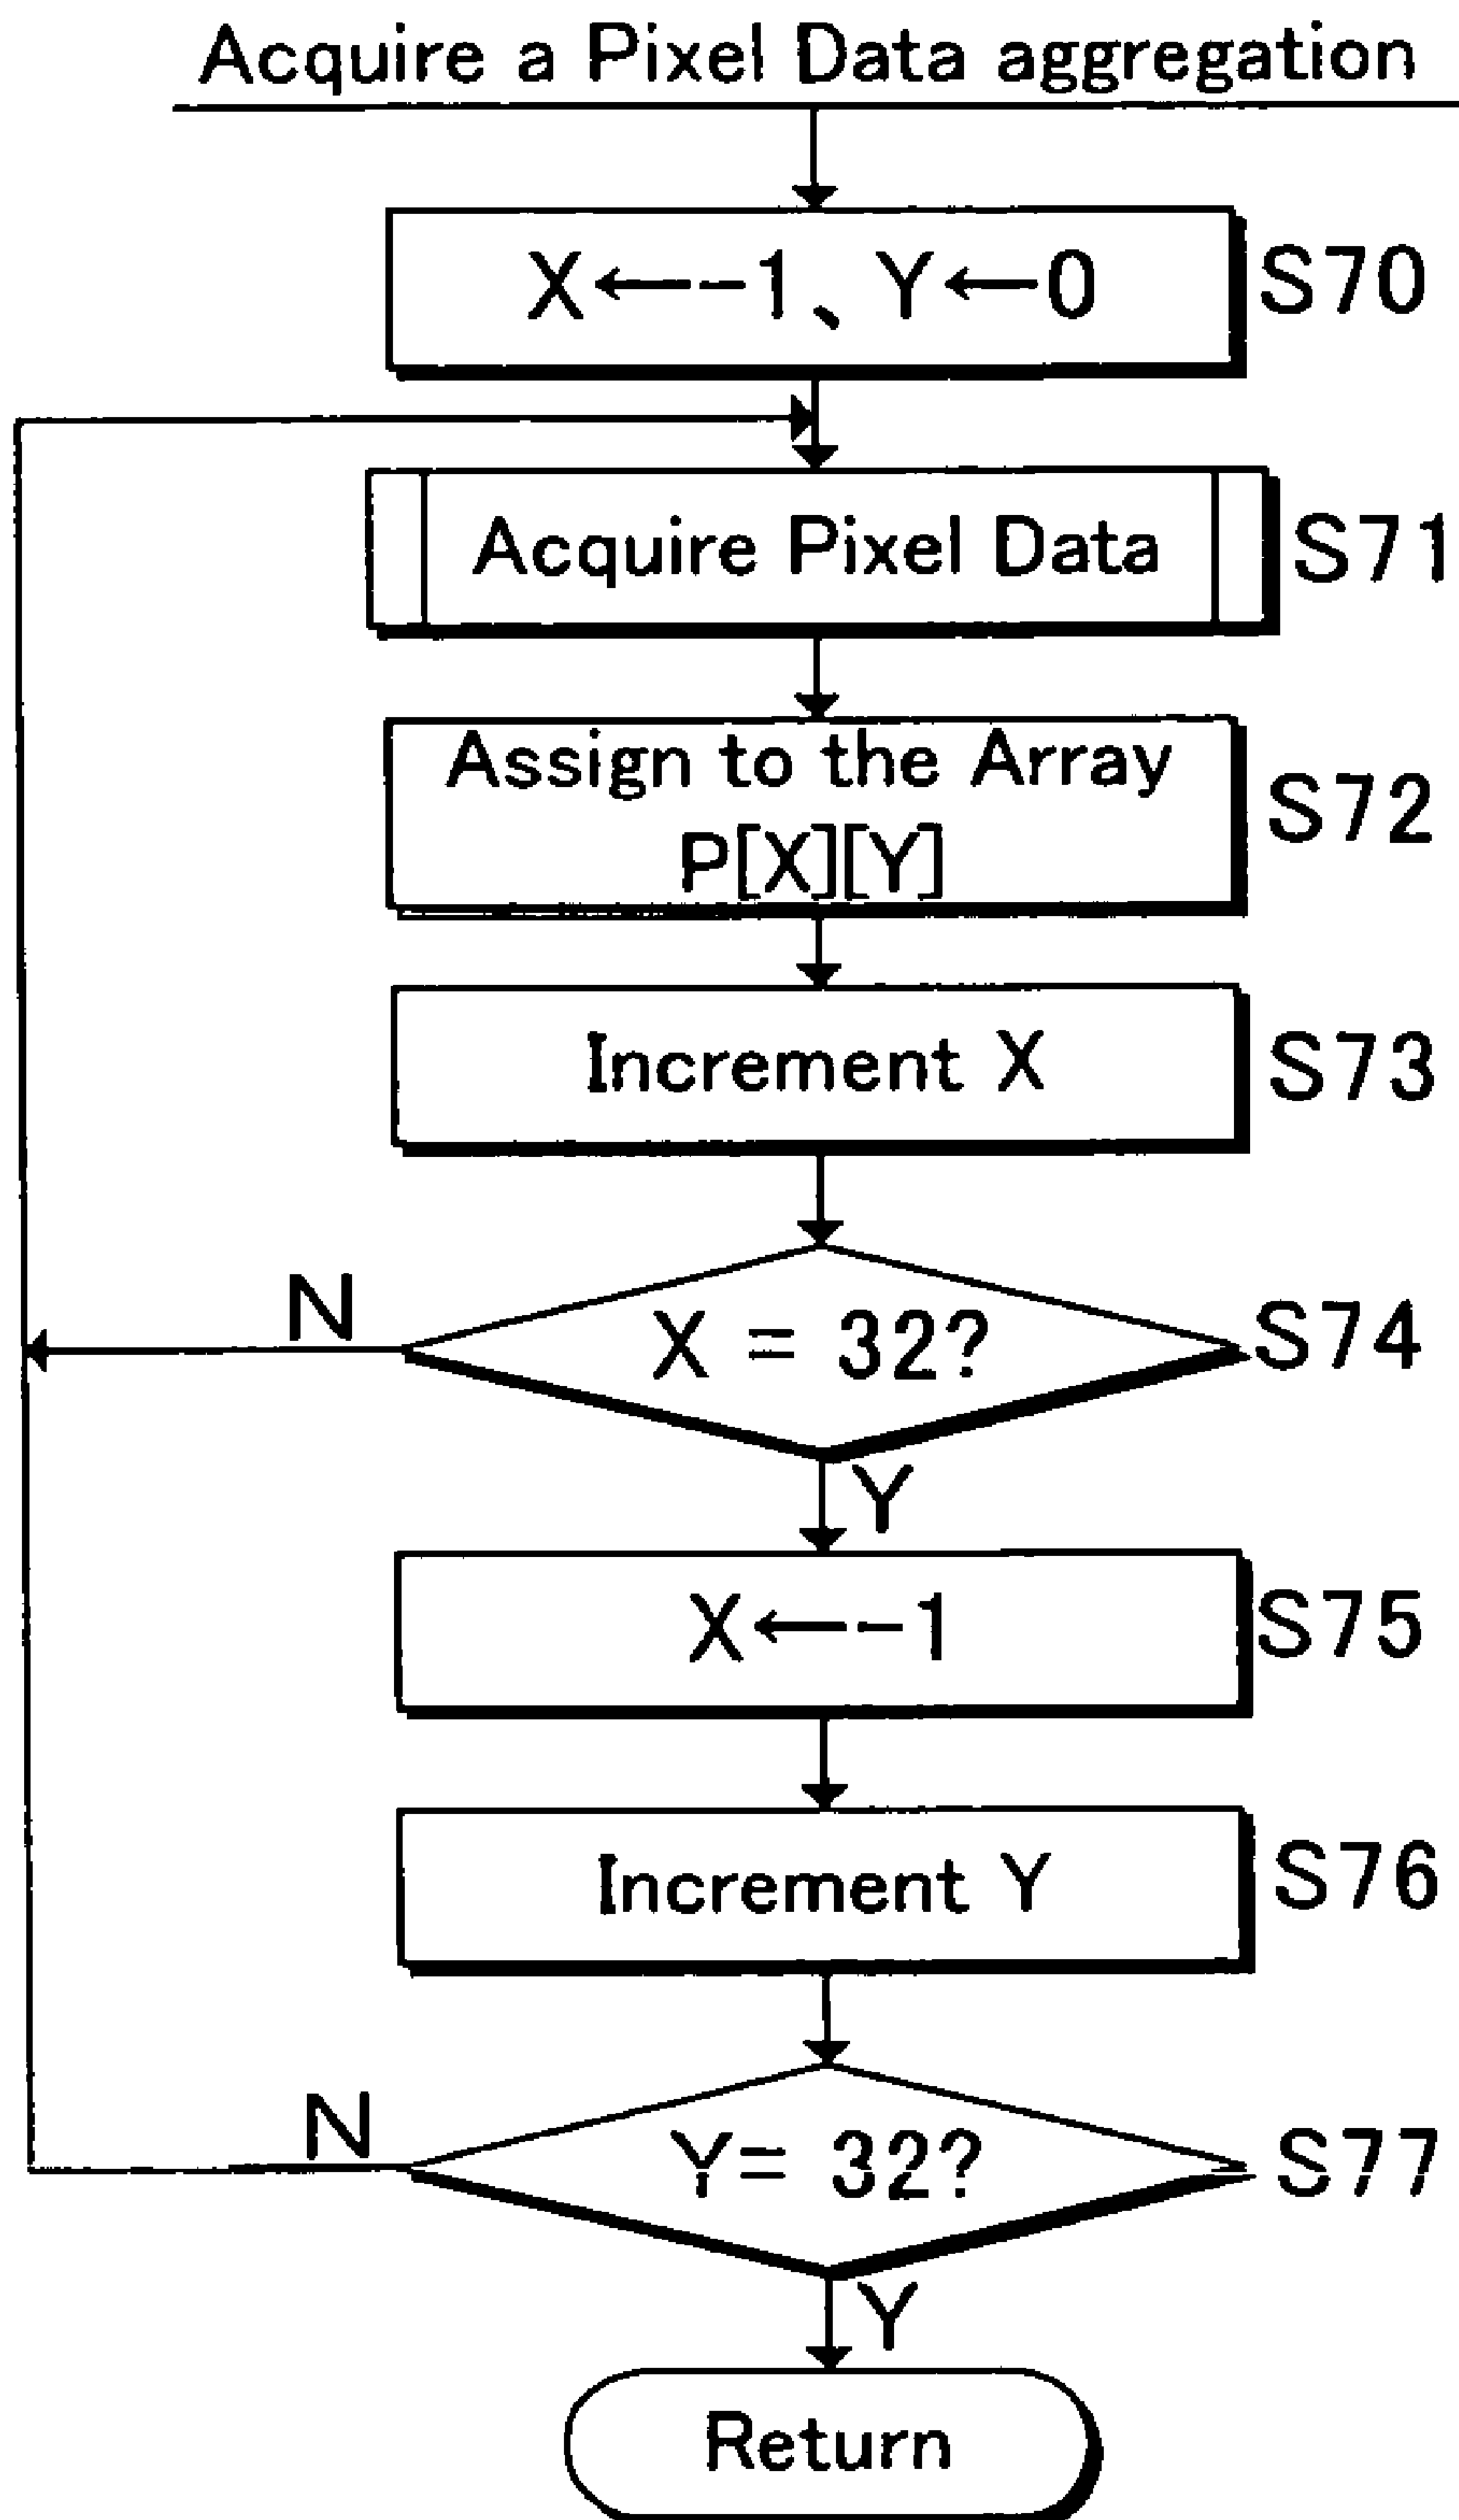 Acquire a Pixel Data aggregation
X←-1、Y←0 S70
Acquire Pixel Data S71
Assign to the Array
P[X][Y]
S72
Increment X S73
N
X = 32? S74
Y
X←-1 S75
Increment Y S76
N
Y= 32? S77
Y
Return